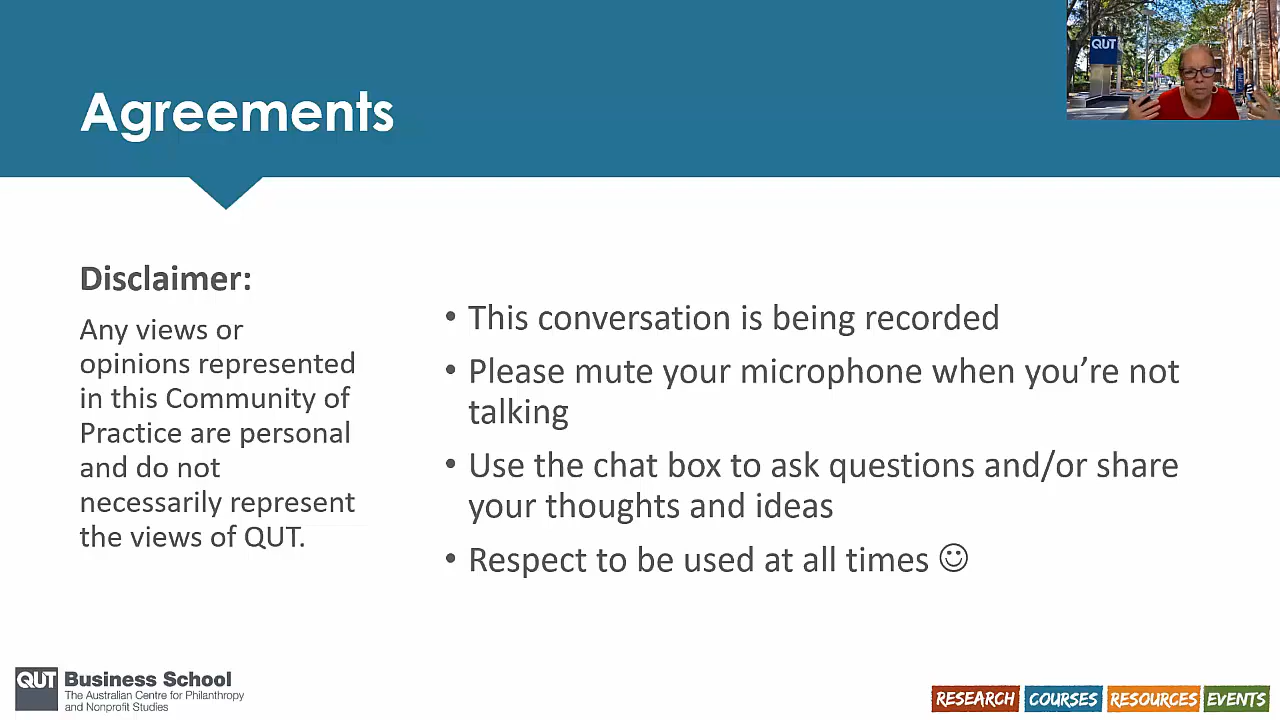 QUT
Agreements
Disclaimer:
Any views or
opinions represented
in this Community of
Practice are personal
and do not
necessarily represent
the views of QUT.
• This conversation is being recorded
• Please mute your microphone when you’re not
talking
• Use the chat box to ask questions and/or share
your thoughts and ideas
• Respect to be used at all times ☺
QUT Business School
The Australian Centre for Philanthropy
and Nonprofit Studies
RESEARCH COURSES RESOURCES EVENTS